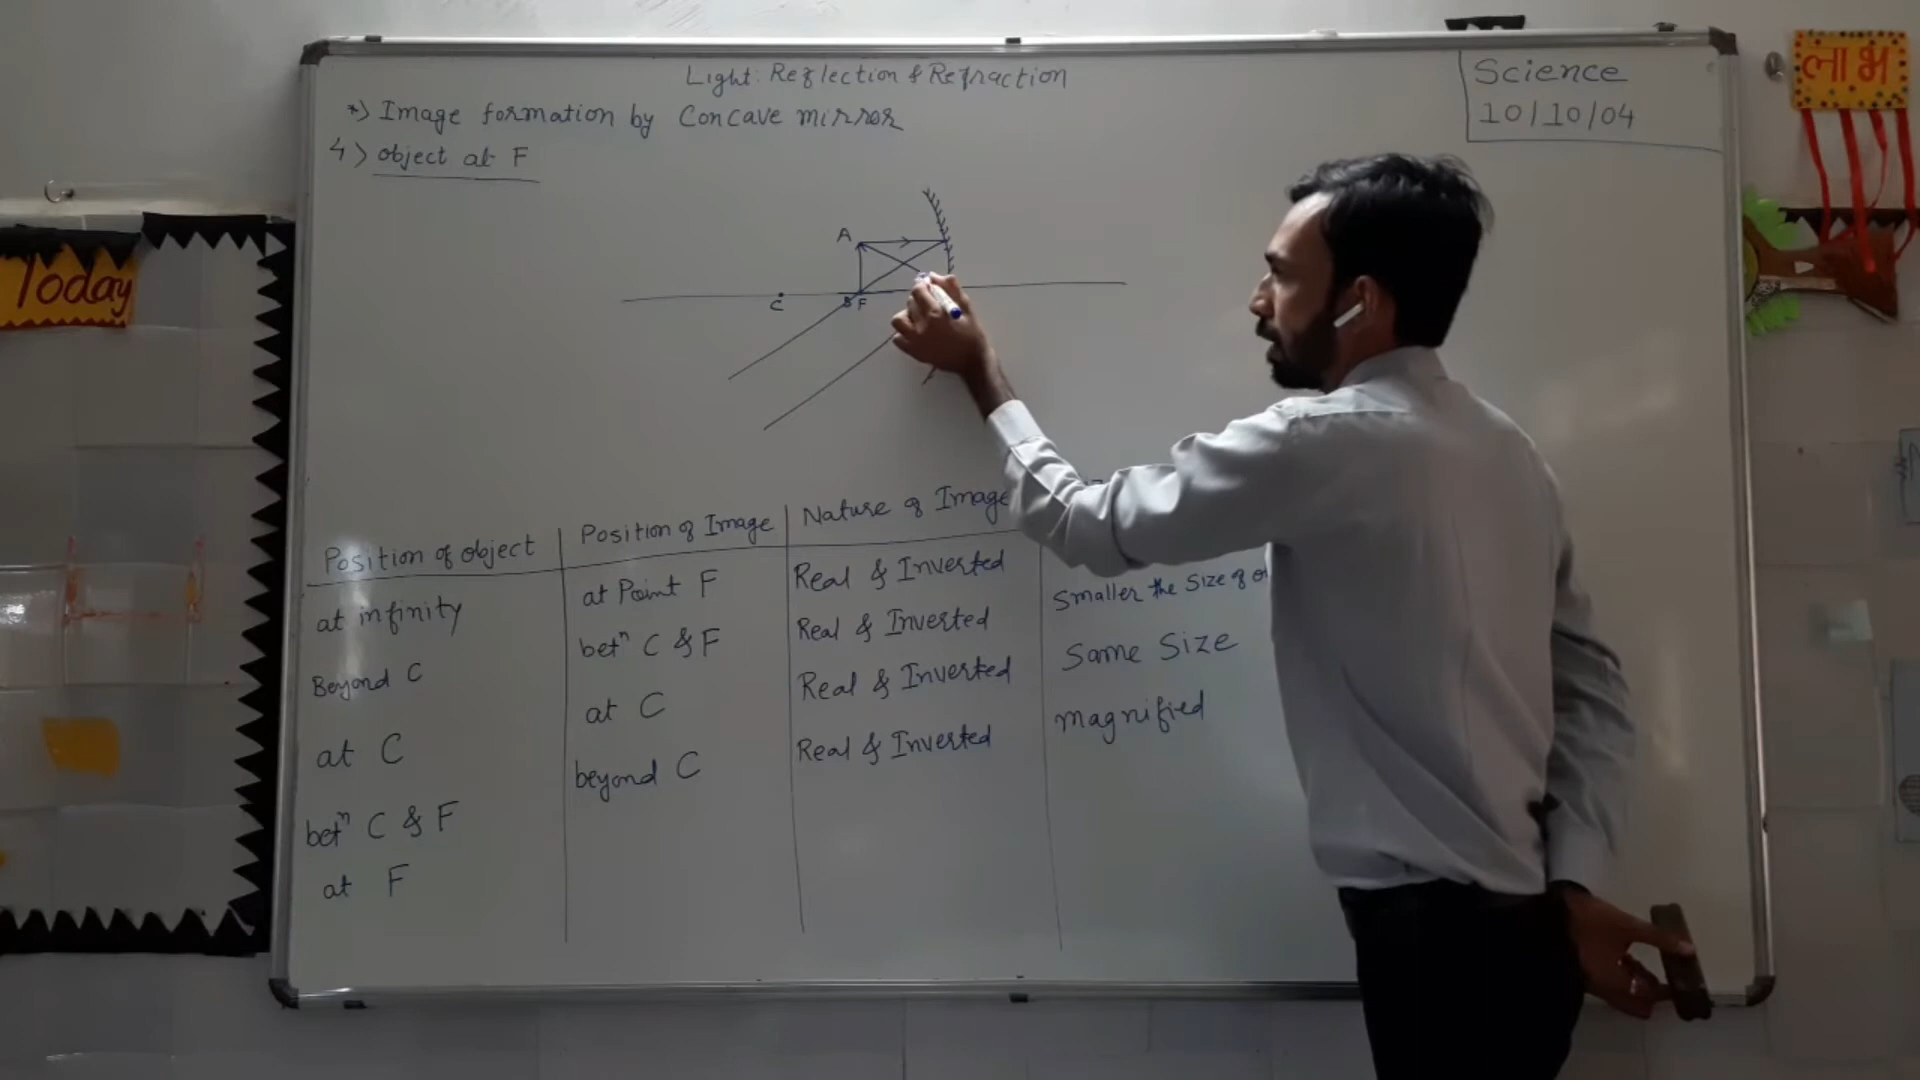 Light: Reflection & Refraction
Science
10/10/04
*) Image formation by Concave mirror
4) object at F
A
C
B F
Position of object
Position of Image
Nature of Image
at infinity
at Point F
Real & Inverted
Beyond C
betⁿ C & F
Real & Inverted
Smaller the Size of
at C
at C
Real & Inverted
Same Size
betⁿ C & F
beyond C
Real & Inverted
magnified
at F
Today
लाभ